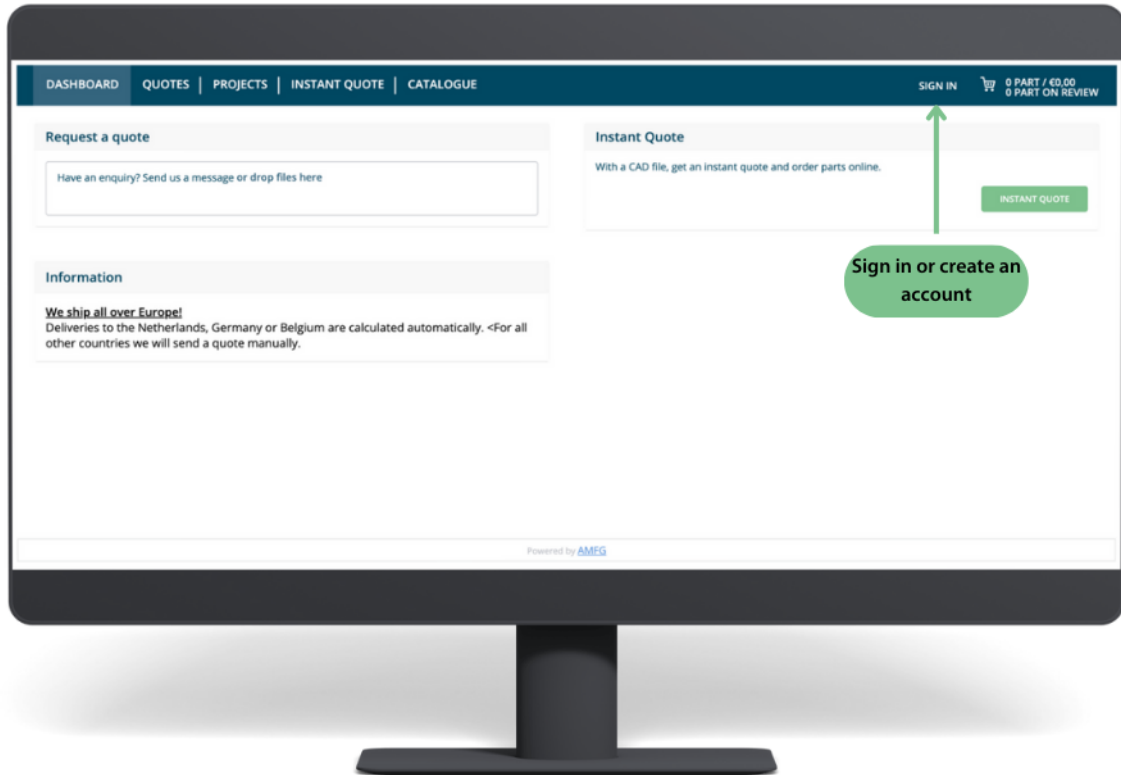 DASHBOARD QUOTES | PROJECTS | INSTANT QUOTE | CATALOGUE SIGN IN 0 PART / €0,00
0 PART ON REVIEW
Request a quote
Have an enquiry? Send us a message or drop files here
Instant Quote
With a CAD file, get an instant quote and order parts online.
INSTANT QUOTE
Sign in or create an
account
Information
We ship all over Europe!
Deliveries to the Netherlands, Germany or Belgium are calculated automatically. <For all
other countries we will send a quote manually.
Powered by AMFG